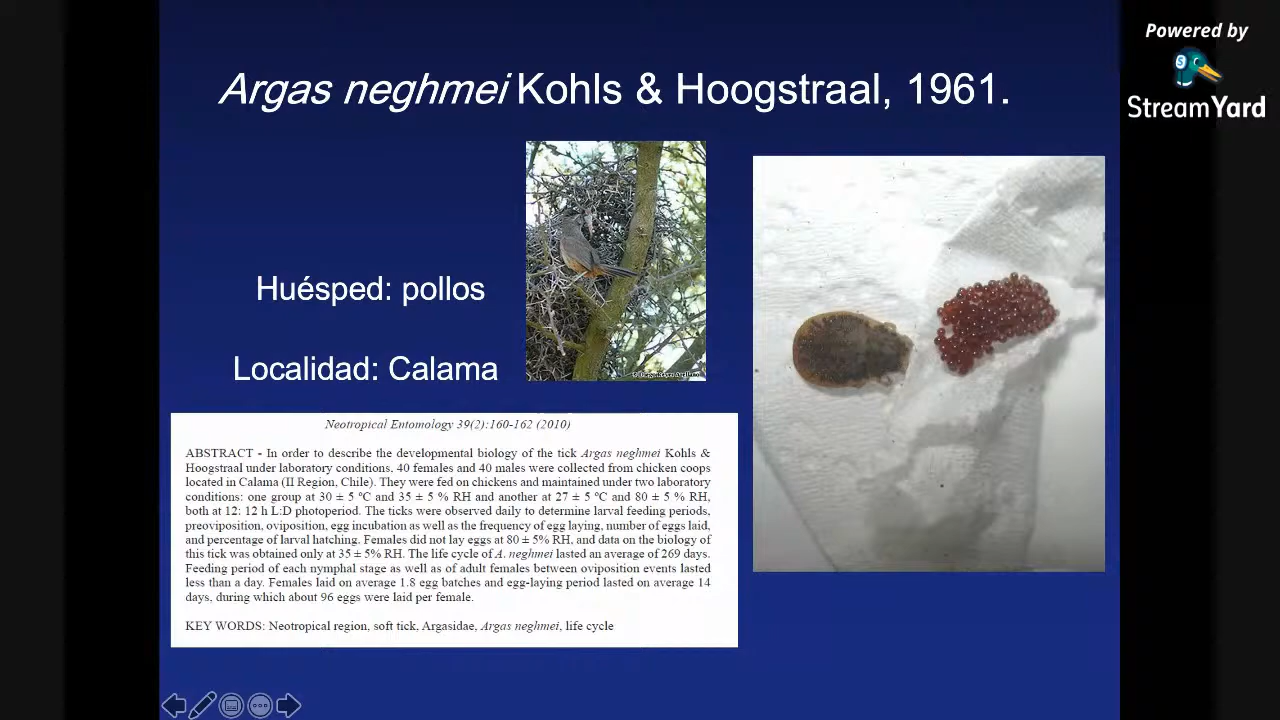 Powered by
StreamYard
Argas neghmei Kohls & Hoogstraal, 1961.
Huésped: pollos
Localidad: Calama
Neotropical Entomology 39(2):160-162 (2010)
ABSTRACT - In order to describe the developmental biology of the tick Argas neghmei Kohls &
Hoogstraal under laboratory conditions, 40 females and 40 males were collected from chicken coops
located in Calama (II Region, Chile). They were fed on chickens and maintained under two laboratory
conditions: one group at 30 ± 5 ºC and 35 ± 5 % RH and another at 27 ± 5 ºC and 80 ± 5 % RH,
both at 12: 12 h L:D photoperiod. The ticks were observed daily to determine larval feeding periods,
preoviposition, oviposition, egg incubation as well as the frequency of egg laying, number of eggs laid,
and percentage of larval hatching. Females did not lay eggs at 80 ± 5% RH, and data on the biology of
this tick was obtained only at 35 ± 5% RH. The life cycle of A. neghmei lasted an average of 269 days.
Feeding period of each nymphal stage as well as of adult females between oviposition events lasted
less than a day. Females laid on average 1.8 egg batches and egg-laying period lasted on average 14
days, during which about 96 eggs were laid per female.
KEY WORDS: Neotropical region, soft tick, Argasidae, Argas neghmei, life cycle